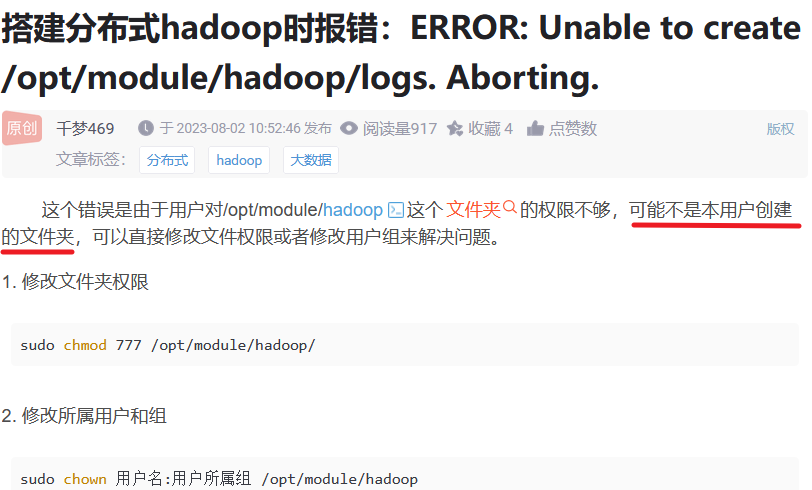 搭建分布式hadoop时报错：ERROR: Unable to create
/opt/module/hadoop/logs. Aborting.
原创 千梦469 于 2023-08-02 10:52:46 发布 阅读量917 收藏 4 点赞数 版权
文章标签： 分布式 hadoop 大数据
这个错误是由于用户对/opt/module/hadoop 这个 文件夹 的权限不够，可能不是本用户创建
的文件夹，可以直接修改文件权限或者修改用户组来解决问题。
1. 修改文件夹权限
sudo chmod 777 /opt/module/hadoop/
2. 修改所属用户和组
sudo chown 用户名:用户所属组 /opt/module/hadoop